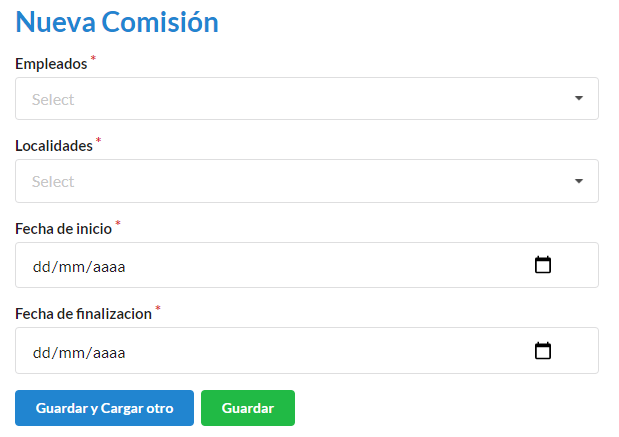 Nueva Comisión
Empleados *
Select
Localidades *
Select
Fecha de inicio *
dd/mm/aaaa
Fecha de finalizacion *
dd/mm/aaaa
Guardar y Cargar otro Guardar